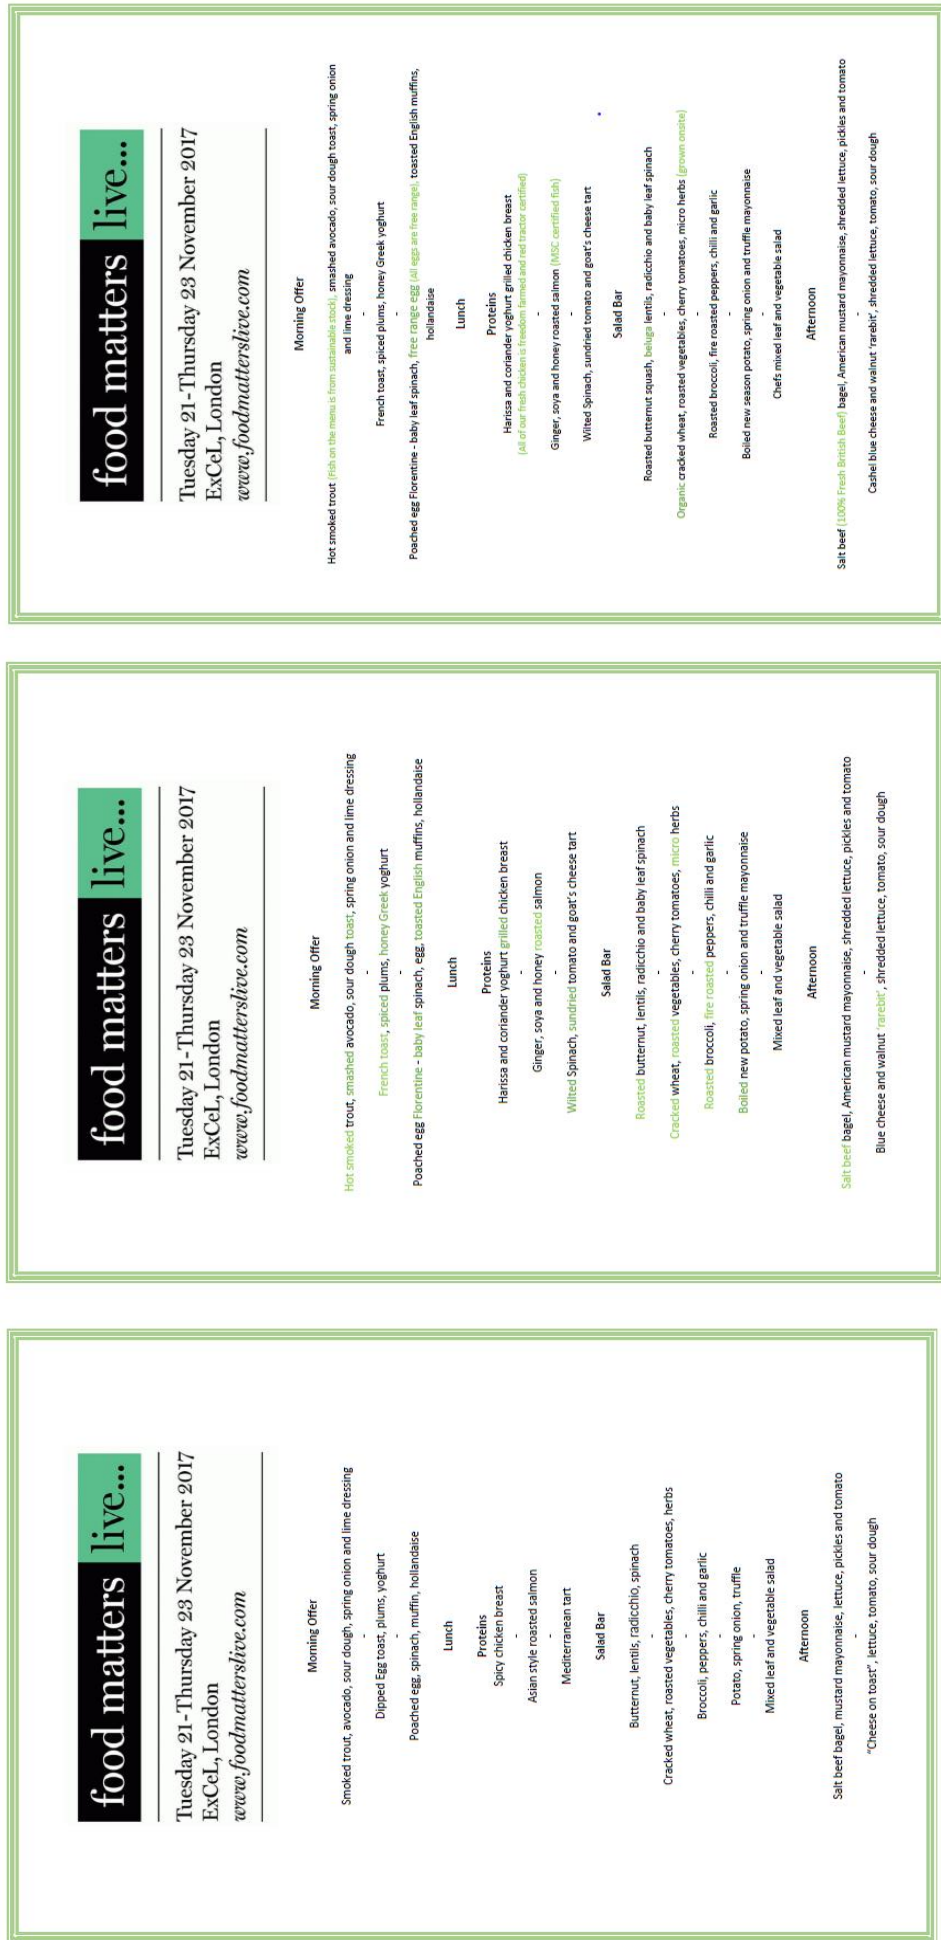 food matters live...
Tuesday 21-Thursday 23 November 2017
ExCeL, London
www.foodmatterslive.com
Morning Offer
Smoked trout, avocado, sour dough, spring onion and lime dressing
-
Dipped Egg toast, plums, yoghurt
-
Poached egg, spinach, muffin, hollandaise
Lunch
Proteins
Spicy chicken breast
-
Asian style roasted salmon
-
Mediterranean tart
Salad Bar
Butternut, lentils, radicchio, spinach
-
Cracked wheat, roasted vegetables, cherry tomatoes, herbs
-
Broccoli, peppers, chilli and garlic
-
Potato, spring onion, truffle
-
Mixed leaf and vegetable salad
Afternoon
Salt beef bagel, mustard mayonnaise, lettuce, pickles and tomato
-
"Cheese on toast", lettuce, tomato, sour dough
food matters live...
Tuesday 21-Thursday 23 November 2017
ExCeL, London
www.foodmatterslive.com
Morning Offer
Hot smoked trout, smashed avocado, sour dough toast, spring onion and lime dressing
-
French toast, spiced plums, honey Greek yoghurt
-
Poached egg Florentine - baby leaf spinach, egg, toasted English muffins, hollandaise
Lunch
Proteins
Harissa and coriander yoghurt grilled chicken breast
-
Ginger, soya and honey roasted salmon
-
Wilted Spinach, sundried tomato and goat's cheese tart
Salad Bar
Roasted butternut, lentils, radicchio and baby leaf spinach
-
Cracked wheat, roasted vegetables, cherry tomatoes, micro herbs
-
Roasted broccoli, fire roasted peppers, chilli and garlic
-
Boiled new potato, spring onion and truffle mayonnaise
-
Mixed leaf and vegetable salad
Afternoon
Salt beef bagel, American mustard mayonnaise, shredded lettuce, pickles and tomato
-
Blue cheese and walnut 'rarebit', shredded lettuce, tomato, sour dough
food matters live...
Tuesday 21-Thursday 23 November 2017
ExCeL, London
www.foodmatterslive.com
Morning Offer
Hot smoked trout (Fish on the menu is from sustainable stock), smashed avocado, sour dough toast, spring onion
and lime dressing
-
French toast, spiced plums, honey Greek yoghurt
-
Poached egg Florentine - baby leaf spinach, free range egg (All eggs are free range), toasted English muffins,
hollandaise
Lunch
Proteins
Harissa and coriander yoghurt grilled chicken breast
(All of our fresh chicken is freedom farmed and red tractor certified)
-
Ginger, soya and honey roasted salmon (MSC certified fish)
-
Wilted Spinach, sundried tomato and goat's cheese tart
Salad Bar
Roasted butternut squash, beluga lentils, radicchio and baby leaf spinach
-
Organic cracked wheat, roasted vegetables, cherry tomatoes, micro herbs (grown onsite)
-
Roasted broccoli, fire roasted peppers, chilli and garlic
-
Boiled new season potato, spring onion and truffle mayonnaise
-
Chefs mixed leaf and vegetable salad
Afternoon
Salt beef (100% Fresh British Beef) bagel, American mustard mayonnaise, shredded lettuce, pickles and tomato
-
Cashel blue cheese and walnut 'rarebit', shredded lettuce, tomato, sour dough